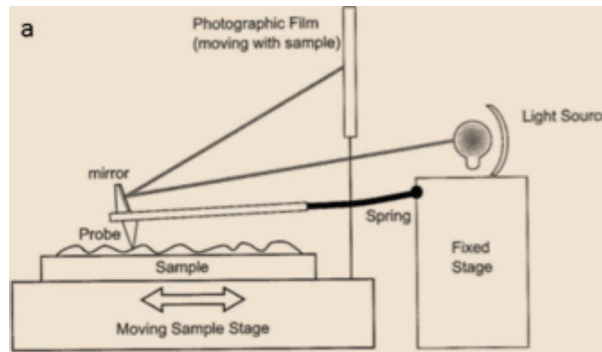 a
Photographic Film
(moving with sample)
Light Sourc
mirror
Probe
Spring
Fixed
Stage
Sample
Moving Sample Stage